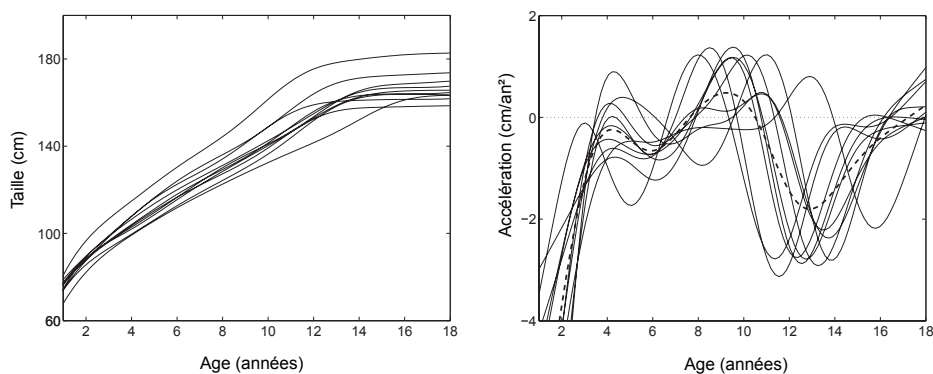 Taille (cm)
180
140
100
60
2 4 6 8 10 12 14 16 18
Age (années)
Accélération (cm/an²)
2
0
−2
−4
2 4 6 8 10 12 14 16 18
Age (années)